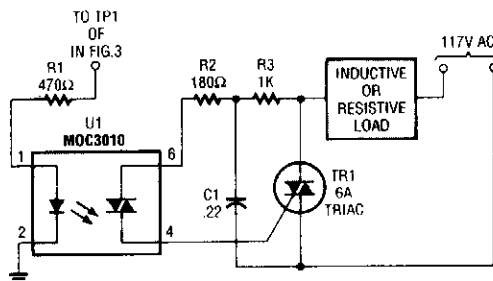 TO TP1
OF
IN FIG.3
R1
470Ω
U1
MOC3010
1
2
6
4
R2
180Ω
R3
1K
C1
.22
INDUCTIVE
OR
RESISTIVE
LOAD
117V AC
TR1
6A
TRIAC